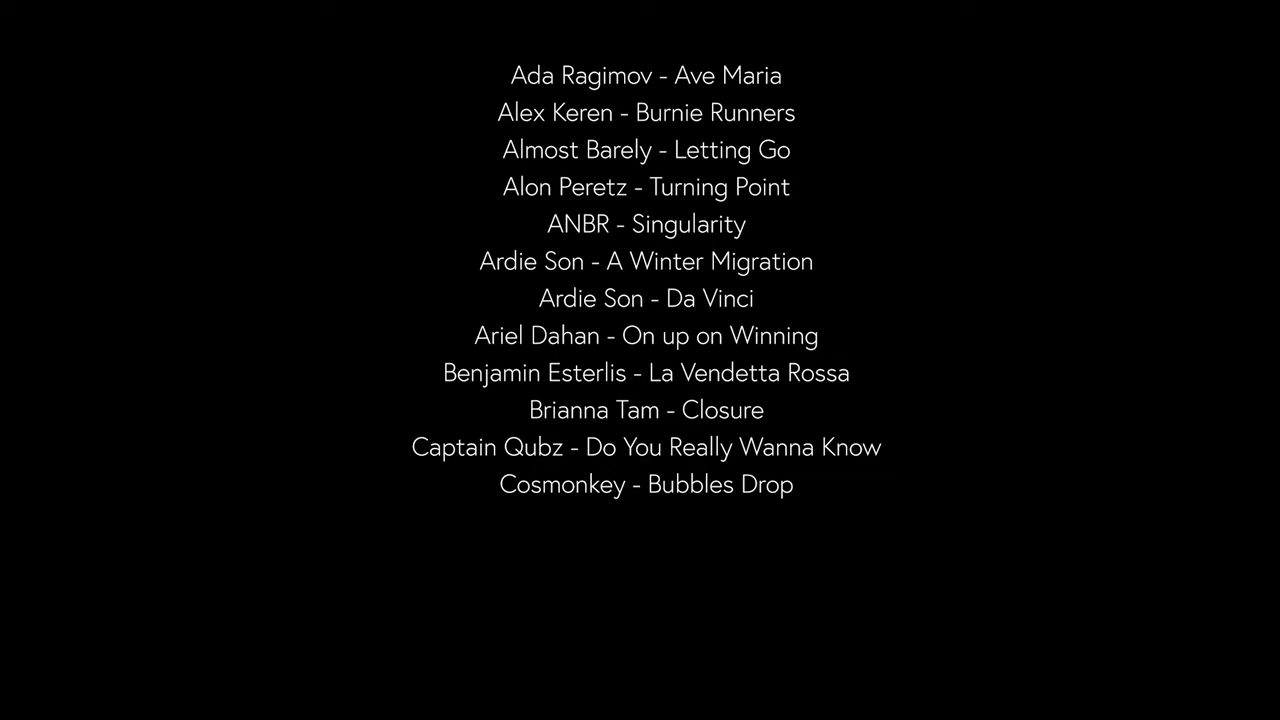 Ada Ragimov - Ave Maria
Alex Keren - Burnie Runners
Almost Barely - Letting Go
Alon Peretz - Turning Point
ANBR - Singularity
Ardie Son - A Winter Migration
Ardie Son - Da Vinci
Ariel Dahan - On up on Winning
Benjamin Esterlis - La Vendetta Rossa
Brianna Tam - Closure
Captain Qubz - Do You Really Wanna Know
Cosmonkey - Bubbles Drop